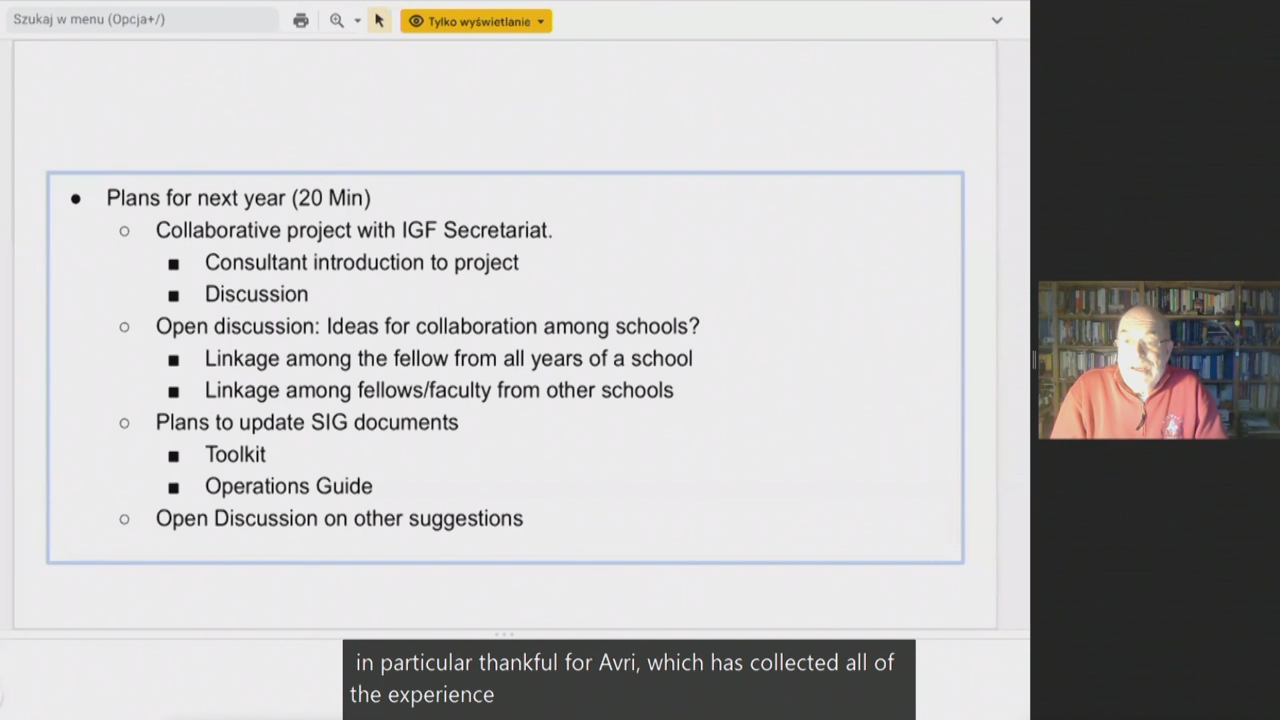 Szukaj w menu (Opcja+/)
Tylko wyświetlanie
● Plans for next year (20 Min)
○ Collaborative project with IGF Secretariat.
■ Consultant introduction to project
■ Discussion
○ Open discussion: Ideas for collaboration among schools?
■ Linkage among the fellow from all years of a school
■ Linkage among fellows/faculty from other schools
○ Plans to update SIG documents
■ Toolkit
■ Operations Guide
○ Open Discussion on other suggestions
in particular thankful for Avri, which has collected all of
the experience